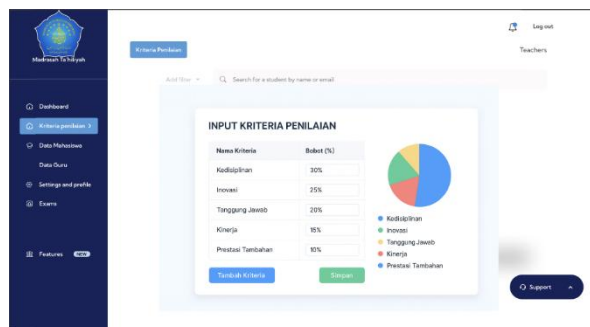 Madrasah Ta'hiliyah
Dashboard
Kriteria penilaian >
Data Mahasiswa
Data Guru
Settings and profile
Exams
Features NEW
Log out
Kriteria Penilaian
Teachers
Add filter
Search for a student by name or email
INPUT KRITERIA PENILAIAN
Nama Kriteria Bobot (%)
Kedisiplinan 30%
Inovasi 25%
Tanggung Jawab 20%
Kinerja 15%
Prestasi Tambahan 10%
Tambah Kriteria Simpan
Kedisiplinan
Inovasi
Tanggung Jawab
Kinerja
Prestasi Tambahan
Support